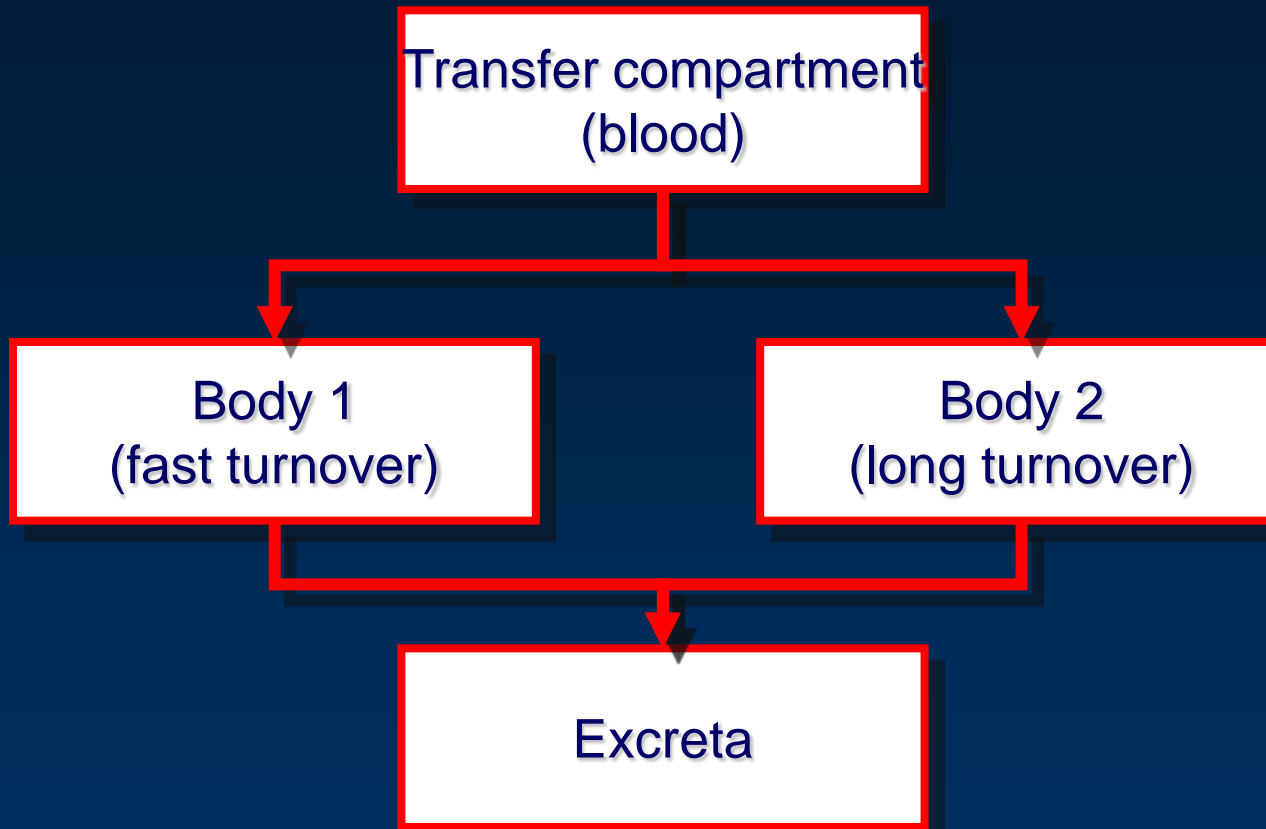 Transfer compartment
(blood)
Body 1
(fast turnover)
Body 2
(long turnover)
Excreta